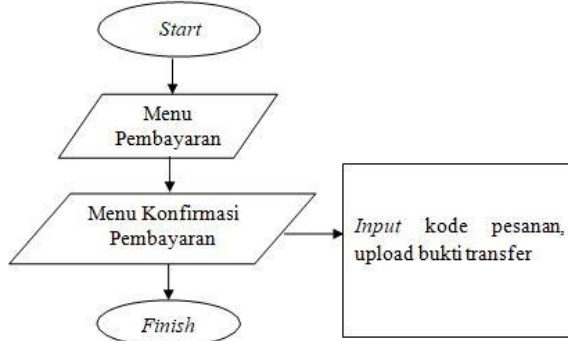 Start
Menu
Pembayaran
Menu Konfirmasi
Pembayaran
Input kode pesanan,
upload bukti transfer
Finish